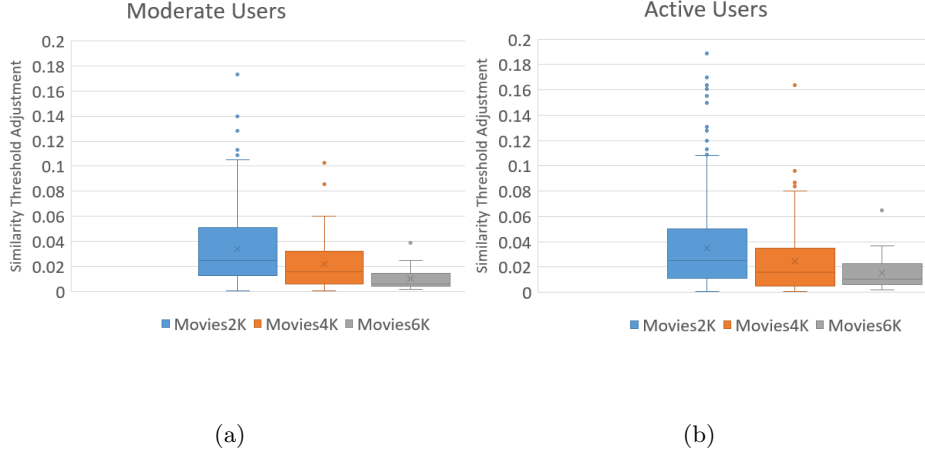 Moderate Users
Similarity Threshold Adjustment
0.2
0.18
0.16
0.14
0.12
0.1
0.08
0.06
0.04
0.02
0
Movies2K Movies4K Movies6K
(a)
Active Users
Similarity Threshold Adjustment
0.2
0.18
0.16
0.14
0.12
0.1
0.08
0.06
0.04
0.02
0
Movies2K Movies4K Movies6K
(b)